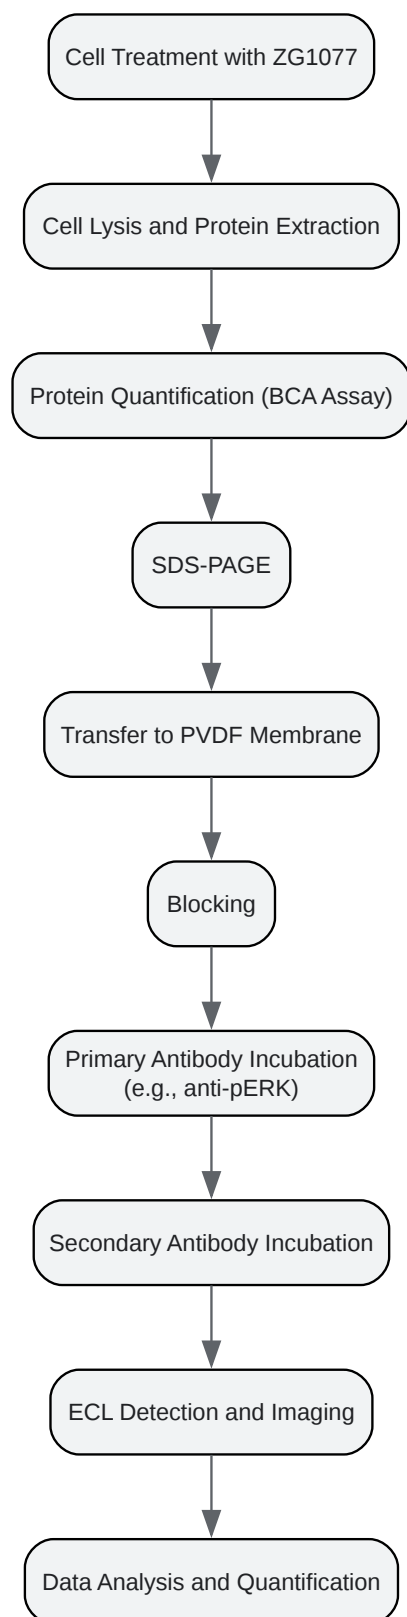 Cell Treatment with ZG1077
Cell Lysis and Protein Extraction
Protein Quantification (BCA Assay)
SDS-PAGE
Transfer to PVDF Membrane
Blocking
Primary Antibody Incubation
(e.g., anti-pERK)
Secondary Antibody Incubation
ECL Detection and Imaging
Data Analysis and Quantification